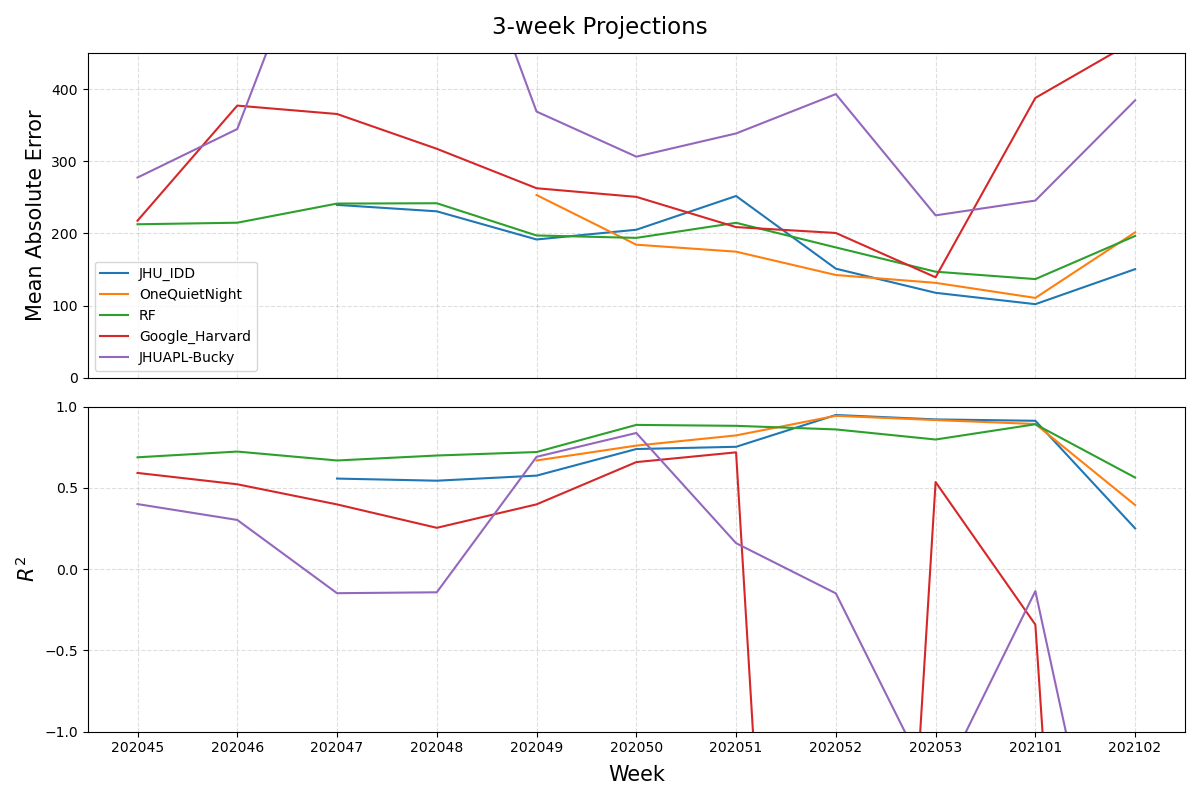 3-week Projections
Mean Absolute Error
400
300
200
100
0
JHU_IDD
OneQuietNight
RF
Google_Harvard
JHUAPL-Bucky
R²
1.0
0.5
0.0
−0.5
−1.0
202045 202046 202047 202048 202049 202050 202051 202052 202053 202101 202102
Week